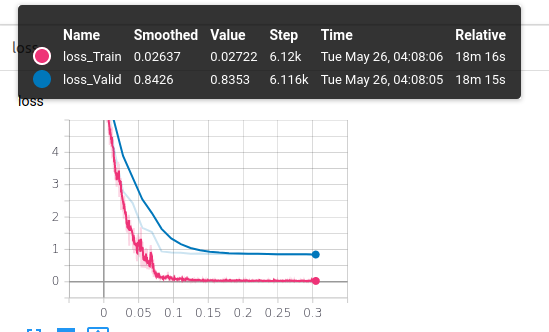 Name Smoothed Value Step Time Relative
loss_Train 0.02637 0.02722 6.12k Tue May 26, 04:08:06 18m 16s
loss_Valid 0.8426 0.8353 6.116k Tue May 26, 04:08:05 18m 15s
loss
4
3
2
1
0
0 0.05 0.1 0.15 0.2 0.25 0.3